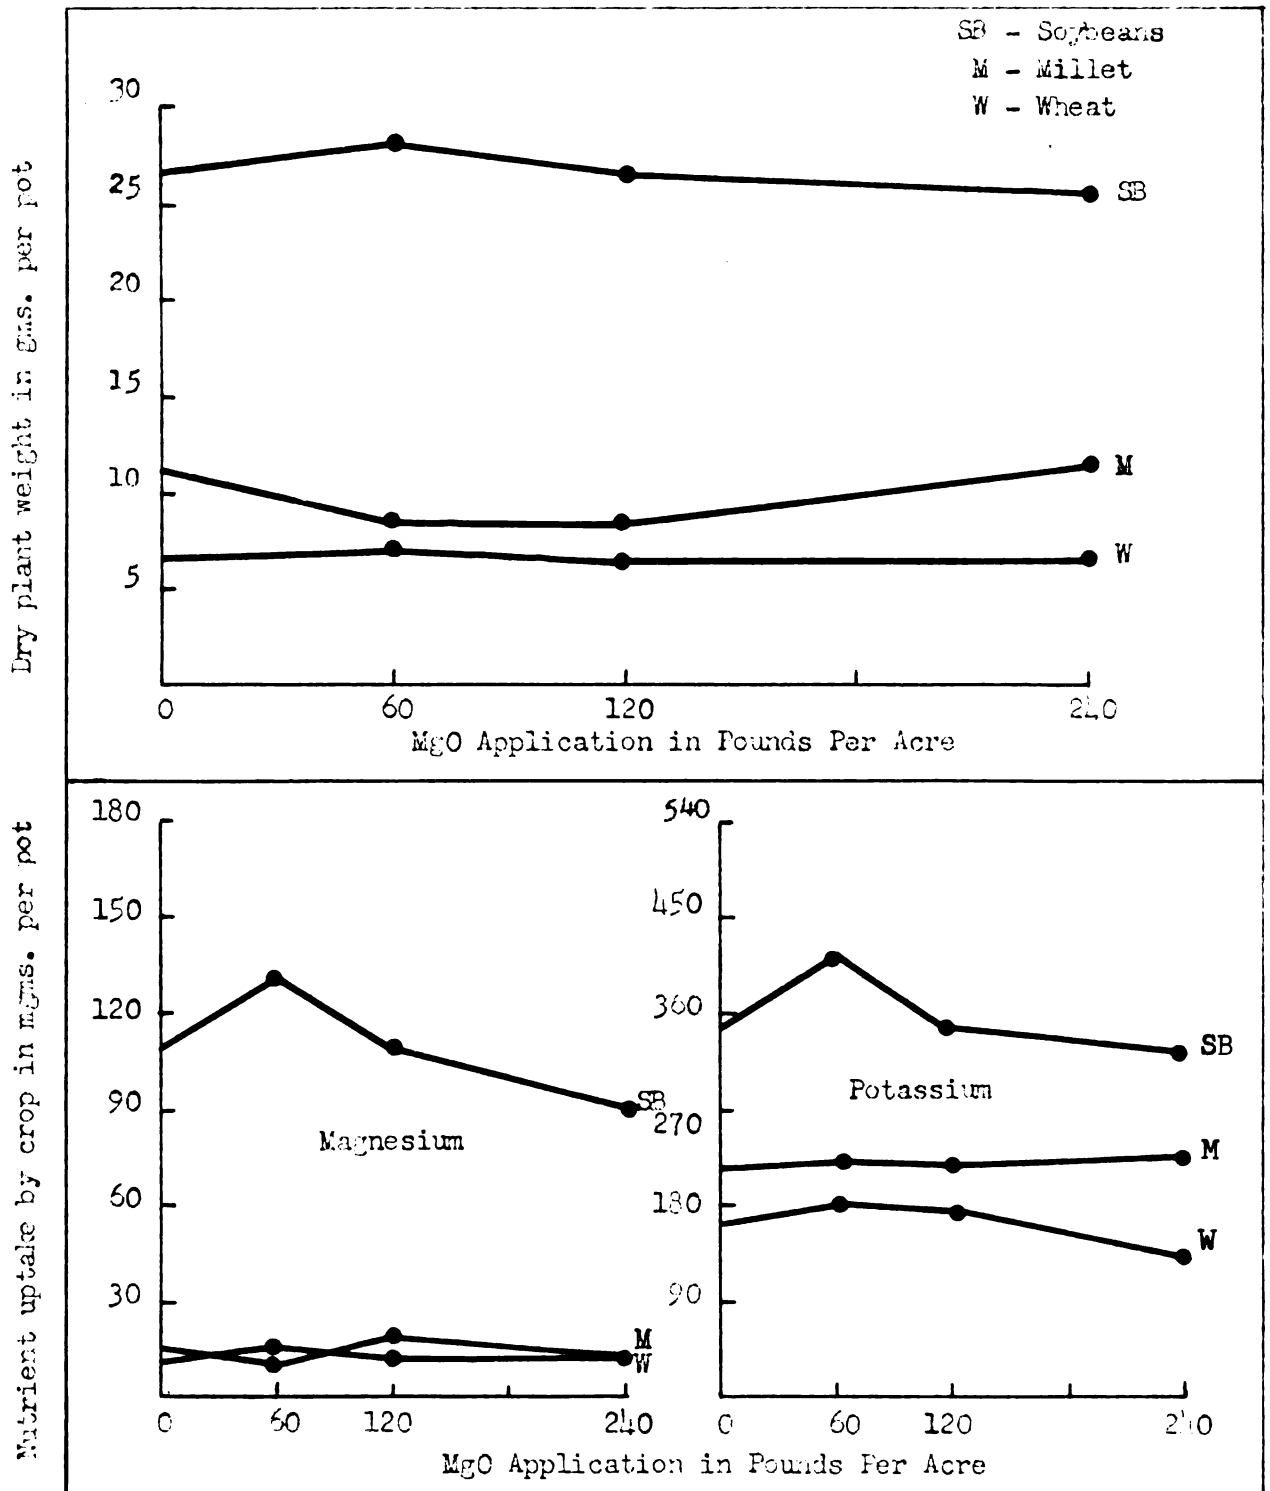 SB - Soybeans
M - Millet
W - Wheat
Dry plant weight in gms. per pot
30
25
20
15
10
5
SB
M
W
0 60 120 240
MgO Application in Pounds Per Acre
Nutrient uptake by crop in mgms. per pot
180
150
120
90
60
30
Magnesium
SB
M
W
0 60 120 240
540
450
360
270
180
90
Potassium
SB
M
W
0 60 120 240
MgO Application in Pounds Per Acre